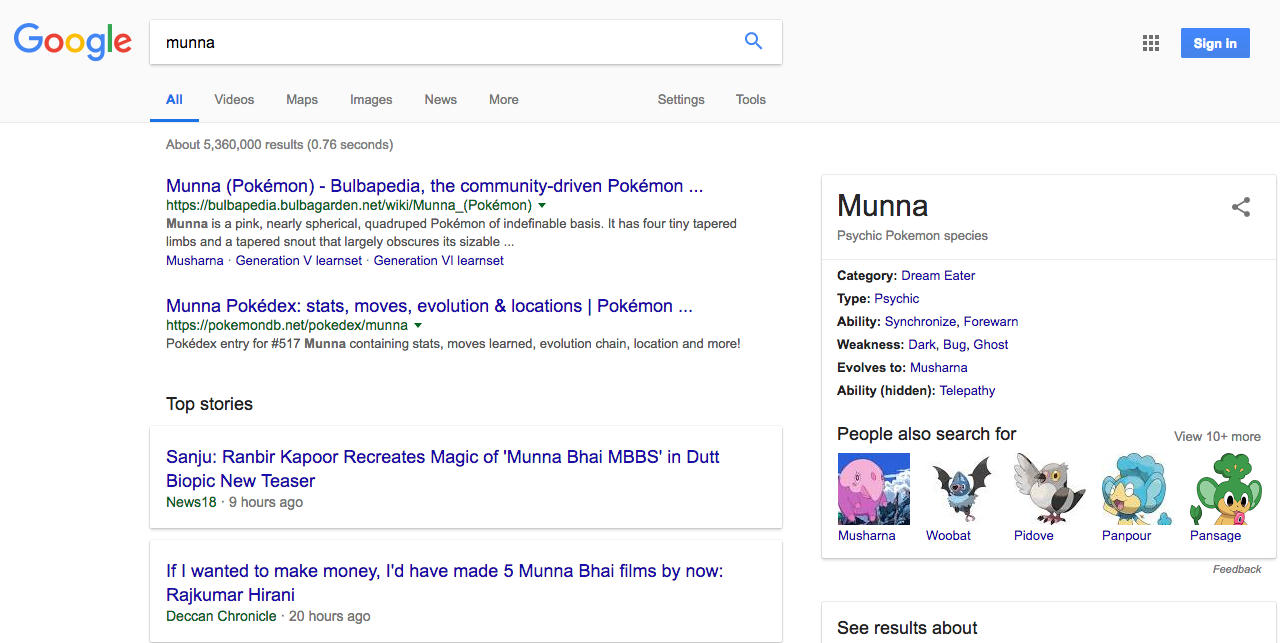 Google
munna
Sign in
All
Videos
Maps
Images
News
More
Settings
Tools
About 5,360,000 results (0.76 seconds)
Munna (Pokémon) - Bulbapedia, the community-driven Pokémon ...
https://bulbapedia.bulbagarden.net/wiki/Munna_(Pokémon)
Munna is a pink, nearly spherical, quadruped Pokémon of indefinable basis. It has four tiny tapered
limbs and a tapered snout that largely obscures its sizable ...
Musharna · Generation V learnset · Generation VI learnset
Munna Pokédex: stats, moves, evolution & locations | Pokémon ...
https://pokemondb.net/pokedex/munna
Pokédex entry for #517 Munna containing stats, moves learned, evolution chain, location and more!
Top stories
Sanju: Ranbir Kapoor Recreates Magic of 'Munna Bhai MBBS' in Dutt
Biopic New Teaser
News18 · 9 hours ago
If I wanted to make money, I'd have made 5 Munna Bhai films by now:
Rajkumar Hirani
Deccan Chronicle · 20 hours ago
Munna
Psychic Pokemon species
Category: Dream Eater
Type: Psychic
Ability: Synchronize, Forewarn
Weakness: Dark, Bug, Ghost
Evolves to: Musharna
Ability (hidden): Telepathy
People also search for
View 10+ more
Musharna
Woobat
Pidove
Panpour
Pansage
Feedback
See results about